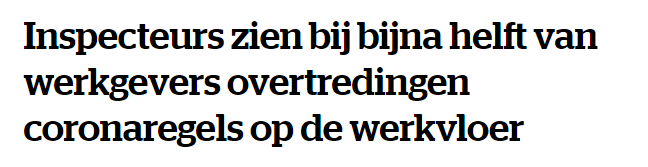 Inspecteurs zien bij bijna helft van
werkgevers overtredingen
coronaregels op de werkvloer